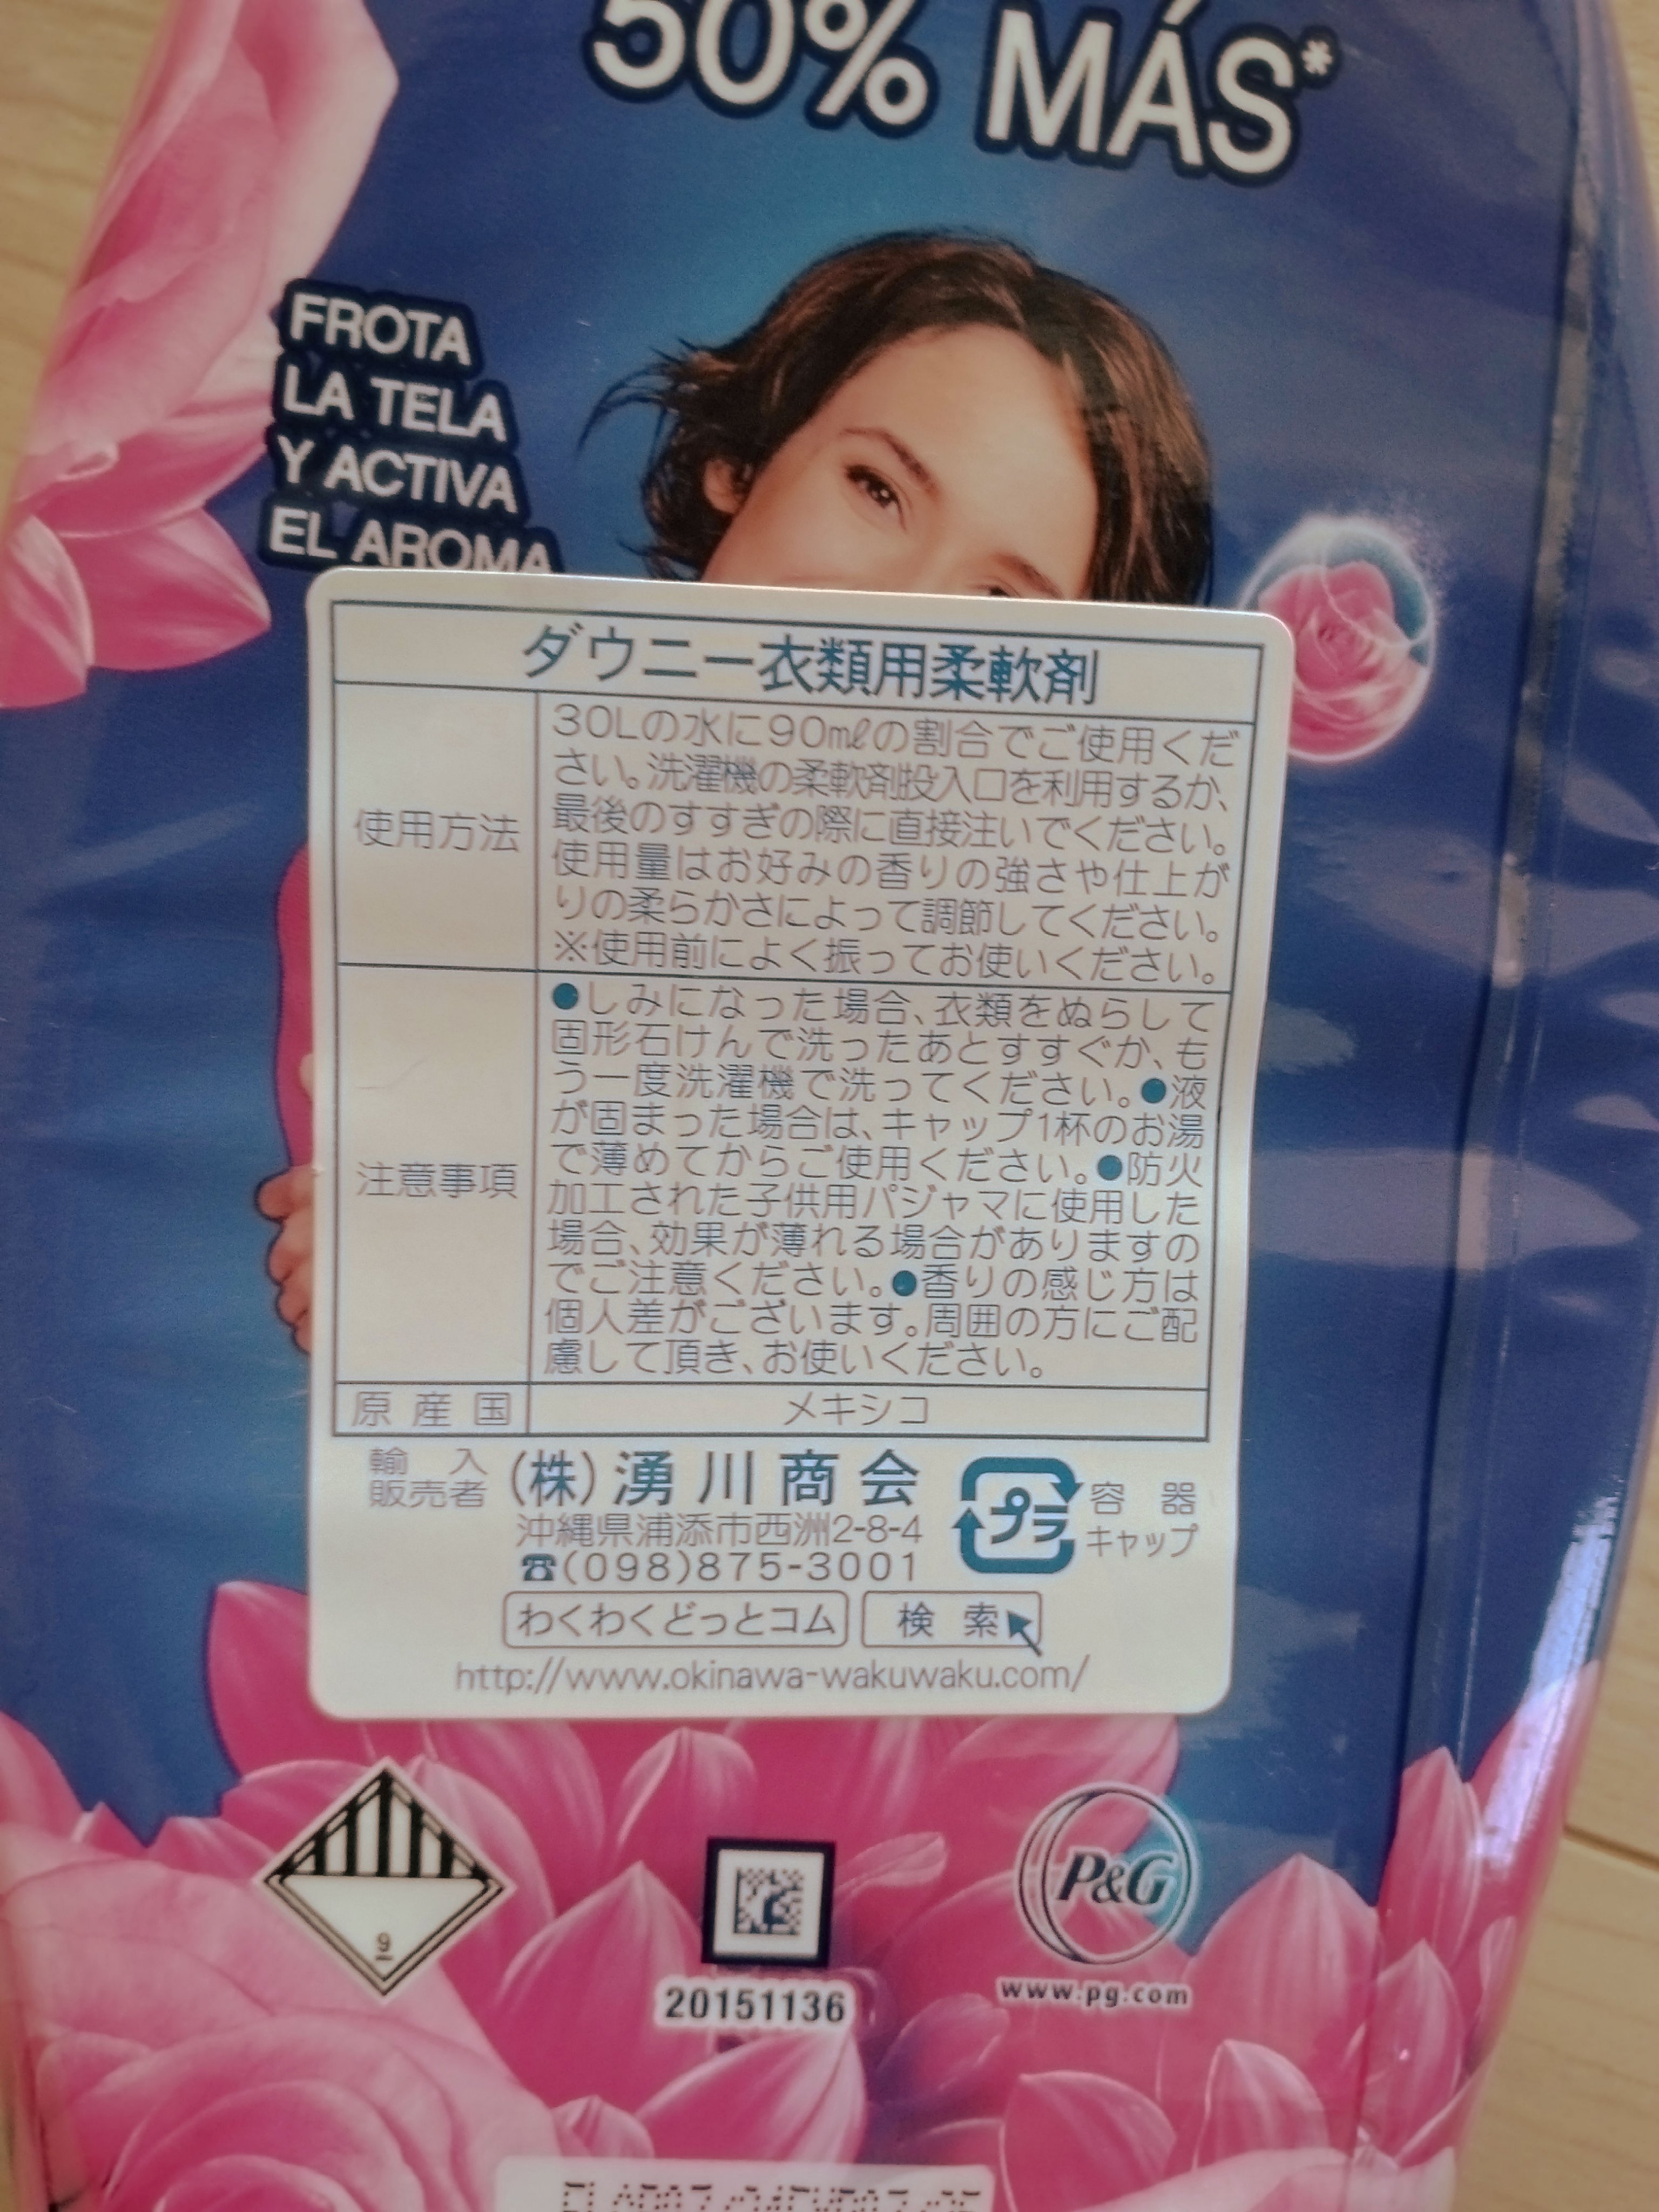 50% MÁS*
FROTA
LA TELA
Y ACTIVA
EL AROMA
ダウニー衣類用柔軟剤
使用方法
30Lの水に90mℓの割合でご使用くだ
さい。洗濯機の柔軟剤投入口を利用するか、
最後のすすぎの際に直接注いでください。
使用量はお好みの香りの強さや仕上が
りの柔らかさによって調節してください。
※使用前によく振ってお使いください。
注意事項
●しみになった場合、衣類をぬらして
固形石けんで洗ったあとすすぐか、も
う一度洗濯機で洗ってください。●液
が固まった場合は、キャップ1杯のお湯
で薄めてからご使用ください。●防火
加工された子供用パジャマに使用した
場合、効果が薄れる場合がありますの
でご注意ください。●香りの感じ方は
個人差がございます。周囲の方にご配
慮して頂き、お使いください。
原産国 メキシコ
輸入
販売者
(株)湧川商会
沖縄県浦添市西洲2-8-4
☎(098)875-3001
プラ
容器
キャップ
わくわくどっとコム 検索
http://www.okinawa-wakuwaku.com/
9
20151136
P&G
www.pg.com